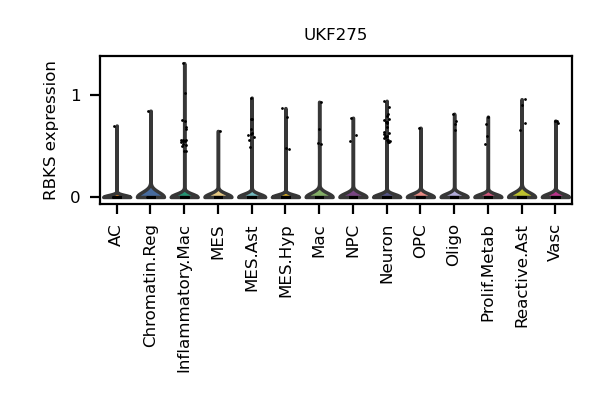 UKF275
RBKS expression
1
0
AC
Chromatin.Reg
Inflammatory.Mac
MES
MES.Ast
MES.Hyp
Mac
NPC
Neuron
OPC
Oligo
Prolif.Metab
Reactive.Ast
Vasc